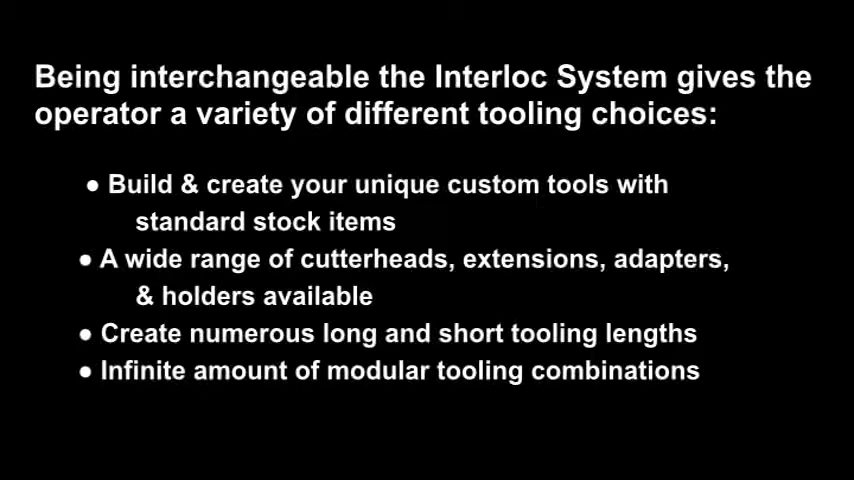 Being interchangeable the Interloc System gives the
operator a variety of different tooling choices:
● Build & create your unique custom tools with
standard stock items
● A wide range of cutterheads, extensions, adapters,
& holders available
● Create numerous long and short tooling lengths
● Infinite amount of modular tooling combinations